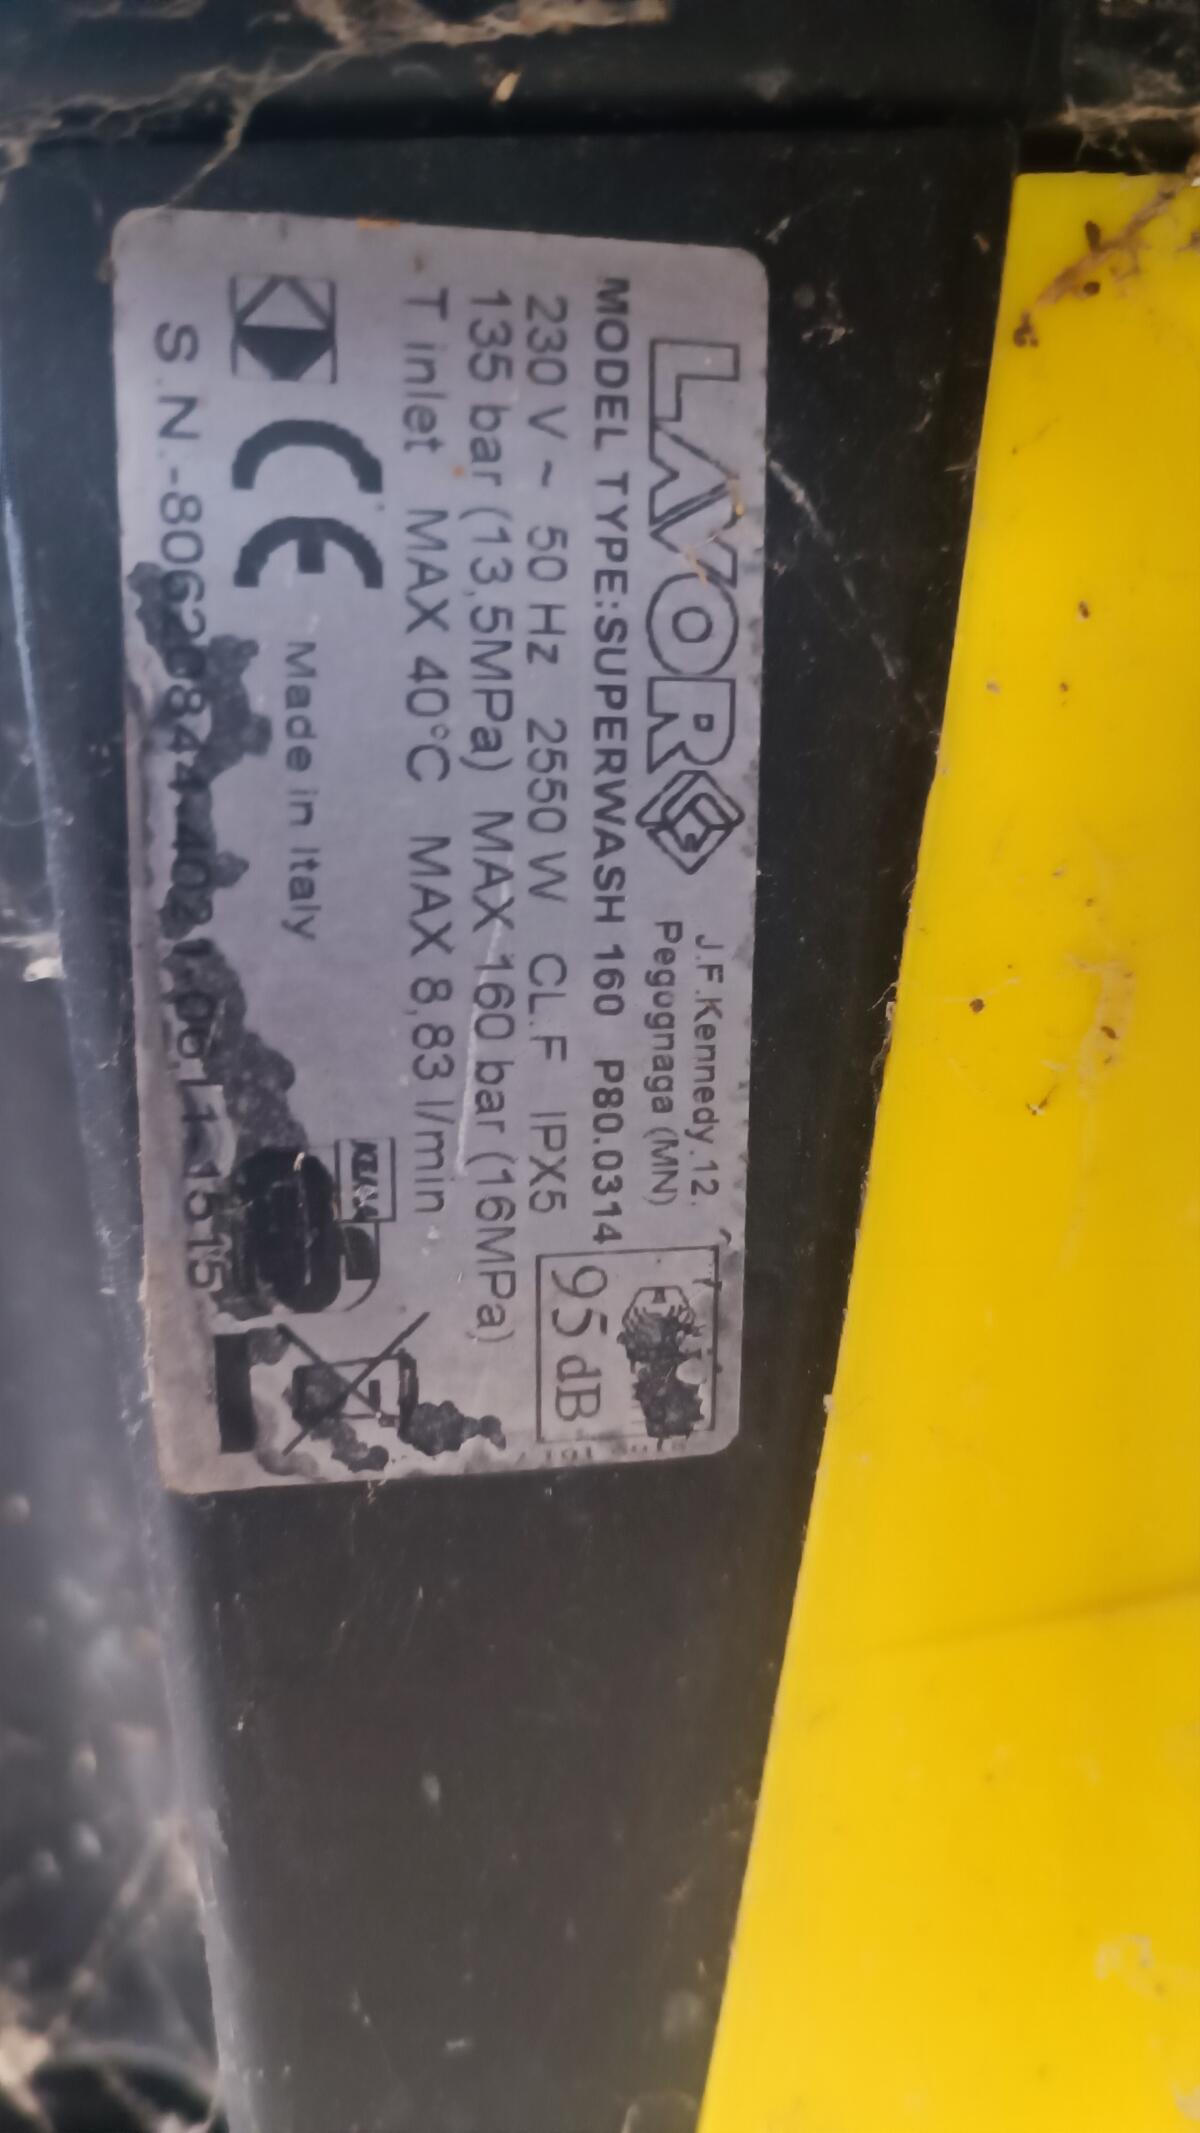 LAVOR
J.F.Kennedy.12.
Pegognaga (MN)
MODEL TYPE:SUPERWASH 160 P80.0314
230 V ~ 50 Hz 2550 W CL.F IPX5
95 dB
135 bar (13,5MPa) MAX 160 bar (16MPa)
T inlet MAX 40°C MAX 8,83 l/min
CE Made in Italy
S.N.-80620844